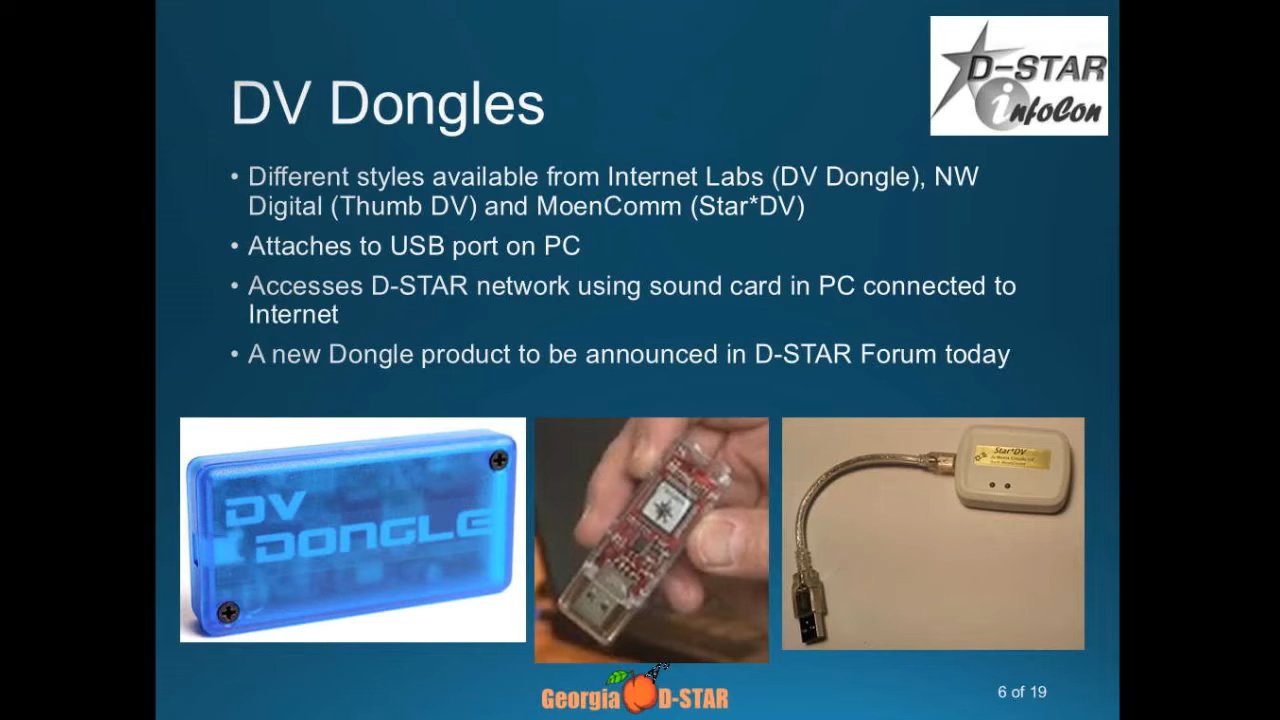 D-STAR
infoCon
DV Dongles
• Different styles available from Internet Labs (DV Dongle), NW
Digital (Thumb DV) and MoenComm (Star*DV)
• Attaches to USB port on PC
• Accesses D-STAR network using sound card in PC connected to
Internet
• A new Dongle product to be announced in D-STAR Forum today
DV
DONGLE
Star*DV
Georgia D-STAR
6 of 19